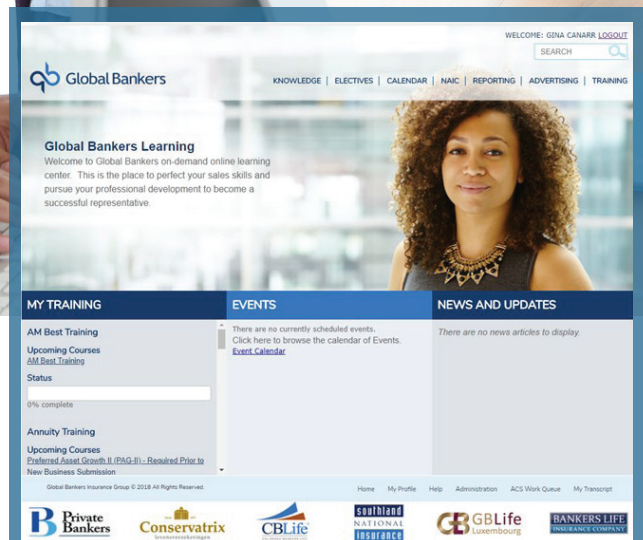 WELCOME: GINA CANARR LOGOUT
SEARCH
Global Bankers
KNOWLEDGE | ELECTIVES | CALENDAR | NAIC | REPORTING | ADVERTISING | TRAINING
Global Bankers Learning
Welcome to Global Bankers on-demand online learning
center. This is the place to perfect your sales skills and
pursue your professional development to become a
successful representative.
MY TRAINING
AM Best Training
Upcoming Courses
AM Best Training
Status
0% complete
Annuity Training
Upcoming Courses
Preferred Asset Growth II (PAG-II) - Required Prior to
New Business Submission
EVENTS
There are no currently scheduled events.
Click here to browse the calendar of Events.
Event Calendar
NEWS AND UPDATES
There are no news articles to display.
Global Bankers Insurance Group © 2018 All Rights Reserved.
Home My Profile Help Administration ACS Work Queue My Transcript
Private
Bankers
Conservatrix
levensverzekeringen
CBLife
southland
NATIONAL
insurance
GB GBLife
Luxembourg
BANKERS LIFE
INSURANCE COMPANY